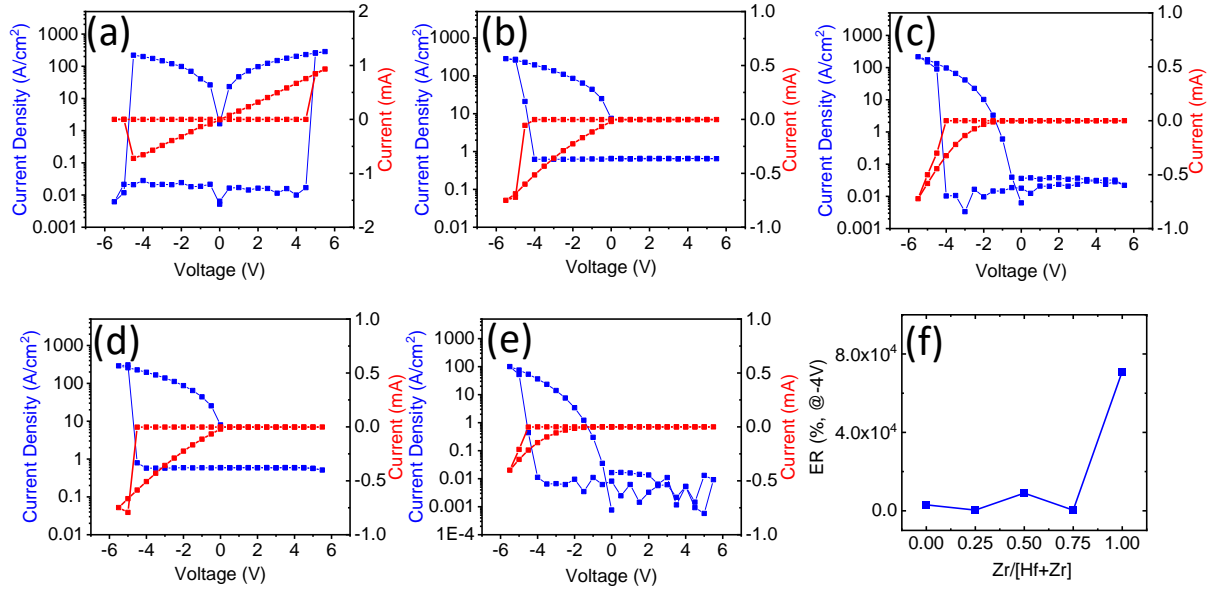 (a)
Current Density (A/cm²)
1000
100
10
1
0.1
0.01
0.001
2
1
0
-1
-2
Current (mA)
-6 -4 -2 0 2 4 6
Voltage (V)
(b)
Current Density (A/cm²)
1000
100
10
1
0.1
0.01
1.0
0.5
0.0
-0.5
-1.0
Current (mA)
-6 -4 -2 0 2 4 6
Voltage (V)
(c)
Current Density (A/cm²)
1000
100
10
1
0.1
0.01
0.001
1.0
0.5
0.0
-0.5
-1.0
Current (mA)
-6 -4 -2 0 2 4 6
Voltage (V)
(d)
Current Density (A/cm²)
1000
100
10
1
0.1
0.01
1.0
0.5
0.0
-0.5
-1.0
Current (mA)
-6 -4 -2 0 2 4 6
Voltage (V)
(e)
Current Density (A/cm²)
1000
100
10
1
0.1
0.01
0.001
1E-4
1.0
0.5
0.0
-0.5
-1.0
Current (mA)
-6 -4 -2 0 2 4 6
Voltage (V)
(f)
ER (%, @-4V)
8.0x10⁴
4.0x10⁴
0.0
0.00 0.25 0.50 0.75 1.00
Zr/[Hf+Zr]